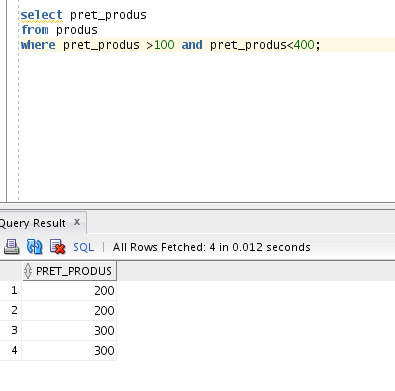 select pret_produs
from produs
where pret_produs >100 and pret_produs<400;
Query Result x
SQL | All Rows Fetched: 4 in 0.012 seconds
PRET_PRODUS
1 200
2 200
3 300
4 300